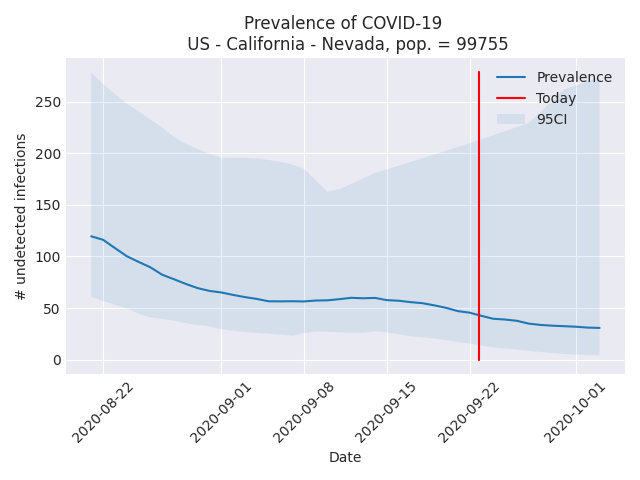 Prevalence of COVID-19
US - California - Nevada, pop. = 99755
Prevalence
Today
95CI
# undetected infections
250
200
150
100
50
0
2020-08-22
2020-09-01
2020-09-08
2020-09-15
2020-09-22
2020-10-01
Date